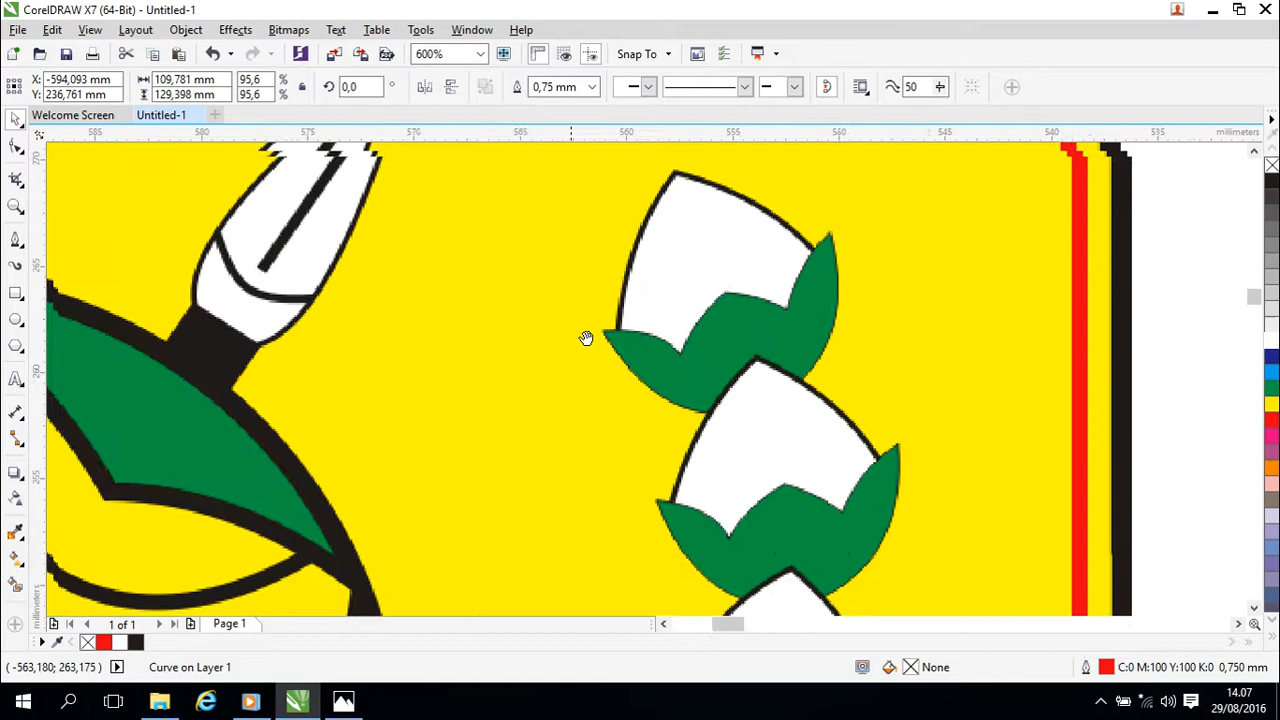 CorelDRAW X7 (64-Bit) - Untitled-1
File Edit View Layout Object Effects Bitmaps Text Table Tools Window Help
600% Snap To
X: -594,093 mm 109,781 mm 95,6 % 0,0 ° 0,75 mm 50
Y: 236,761 mm 129,398 mm 95,6 %
Welcome Screen Untitled-1
585 580 575 570 565 560 555 550 545 540 535 millimeters
270
265
260
millimeters
1 of 1 Page 1
( -563,180; 263,175 ) Curve on Layer 1 None C:0 M:100 Y:100 K:0 0,750 mm
14.07
29/08/2016